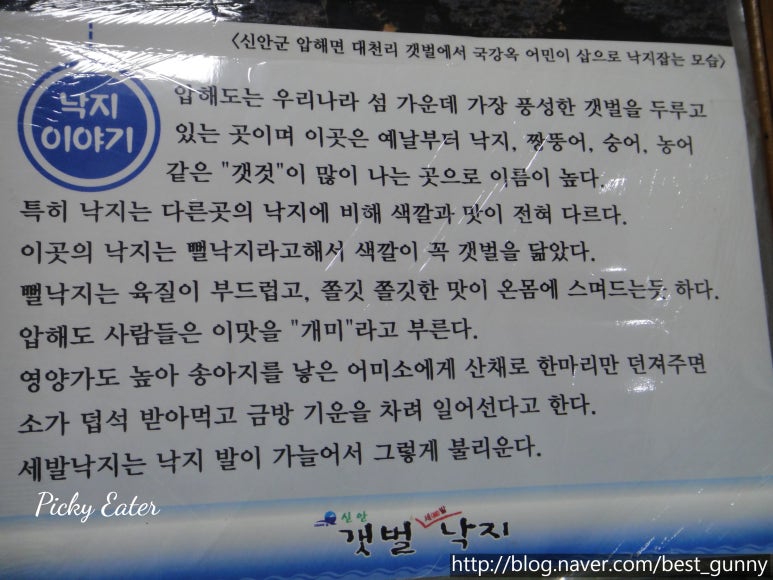 <신안군 압해면 대천리 갯벌에서 국강옥 어민이 삽으로 낙지잡는 모습>
낙지
이야기
압해도는 우리나라 섬 가운데 가장 풍성한 갯벌을 두루고
있는 곳이며 이곳은 예날부터 낙지, 짱뚱어, 숭어, 농어
같은 "갯것"이 많이 나는 곳으로 이름이 높다.
특히 낙지는 다른곳의 낙지에 비해 색깔과 맛이 전혀 다르다.
이곳의 낙지는 뻘낙지라고해서 색깔이 꼭 갯벌을 닮았다.
뻘낙지는 육질이 부드럽고, 쫄깃 쫄깃한 맛이 온몸에 스며드는듯 하다.
압해도 사람들은 이맛을 "개미"라고 부른다.
영양가도 높아 송아지를 낳은 어미소에게 산채로 한마리만 던져주면
소가 덥석 받아먹고 금방 기운을 차려 일어선다고 한다.
세발낙지는 낙지 발이 가늘어서 그렇게 불리운다.
Picky Eater
신안
갯벌 낙지
http://blog.naver.com/best_gunny